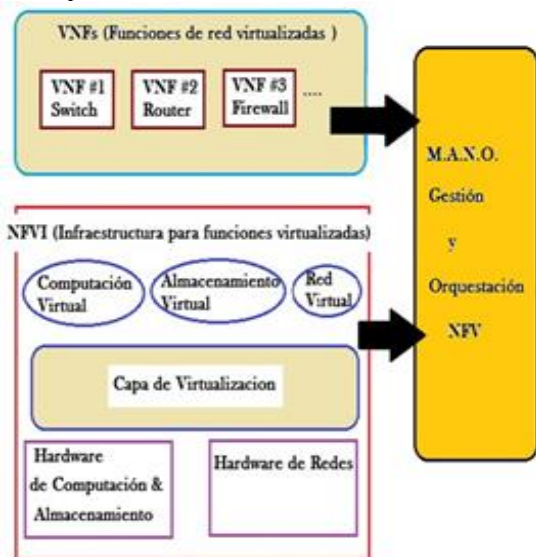 VNFs (Funciones de red virtualizadas )
VNF #1
Switch
VNF #2
Router
VNF #3
Firewall
....
M.A.N.O.
Gestión
y
Orquestación
NFV
NFVI (Infraestructura para funciones virtualizadas)
Computación
Virtual
Almacenamiento
Virtual
Red
Virtual
Capa de Virtualizacion
Hardware
de Computación &
Almacenamiento
Hardware de Redes